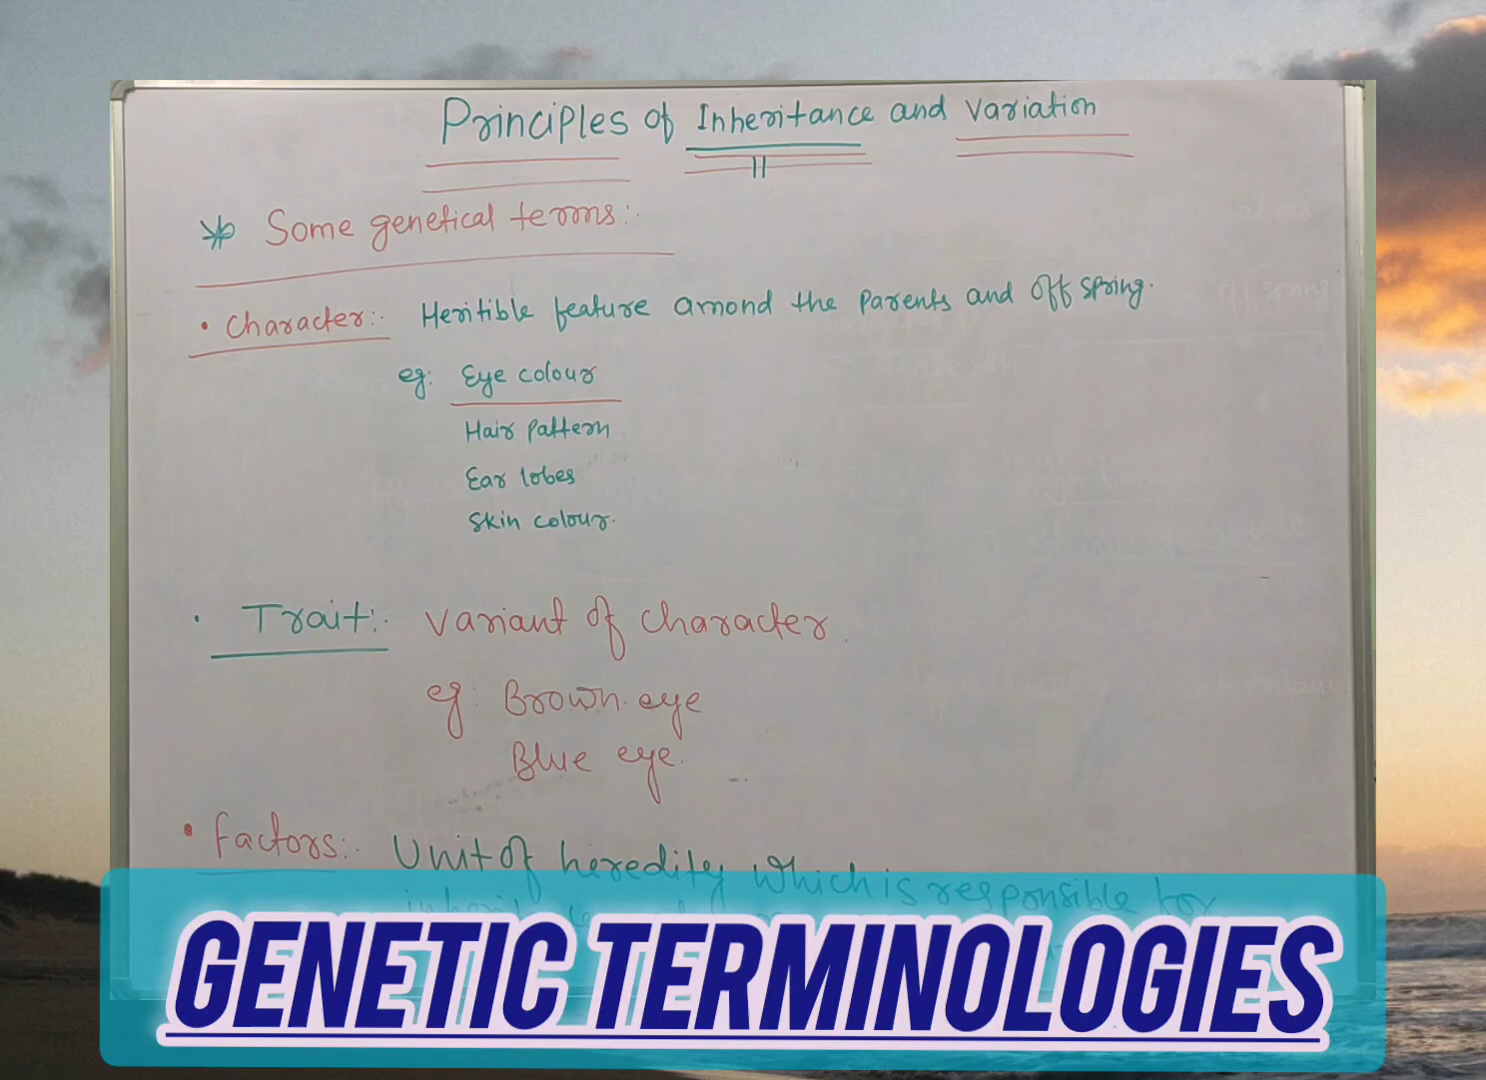 Principles of Inheritance and Variation
Some genetical terms:
• Character: Heritible feature amond the Parents and Offspring.
eg: Eye colour
Hair pattern
Ear lobes
Skin colour.
• Trait: Variant of character.
eg: Brown eye
Blue eye.
• Factors: Unit of heredity which is responsible for
GENETIC TERMINOLOGIES